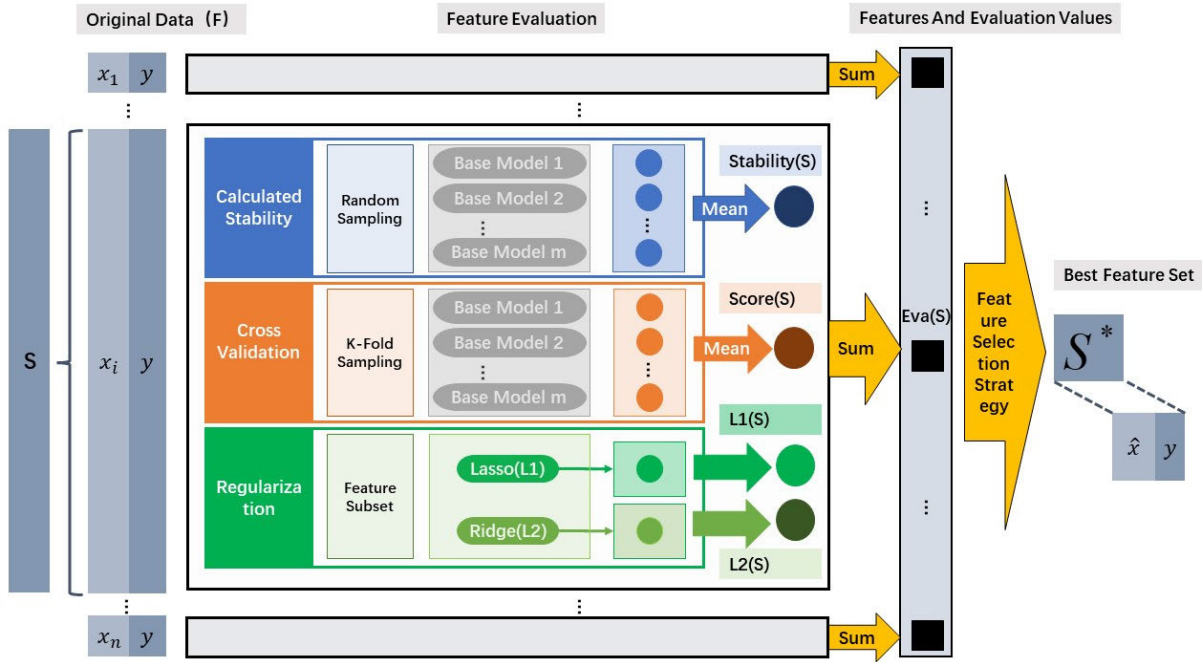 Original Data (F)
Feature Evaluation
Features And Evaluation Values
x₁ y
Sum
⋮
⋮
S
xᵢ y
Calculated
Stability
Random
Sampling
Base Model 1
Base Model 2
⋮
Base Model m
⋮
Mean
Stability(S)
Cross
Validation
K-Fold
Sampling
Base Model 1
Base Model 2
⋮
Base Model m
⋮
Mean
Score(S)
Regulariza
tion
Feature
Subset
Lasso(L1)
Ridge(L2)
L1(S)
L2(S)
Sum
⋮
Eva(S)
⋮
Feat
ure
Selec
tion
Strat
egy
Best Feature Set
S*
x̂ y
⋮
⋮
xₙ y
Sum